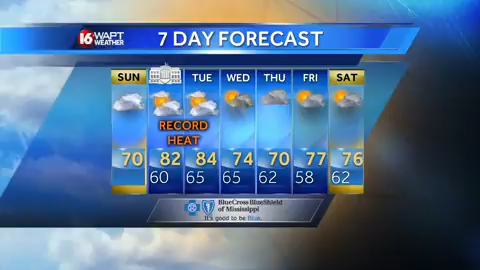 16 WAPT
WEATHER
7 DAY FORECAST
SUN TUE WED THU FRI SAT
RECORD
HEAT
70 82 84 74 70 77 76
60 65 65 62 58 62
BlueCross BlueShield
of Mississippi
It's good to be Blue.